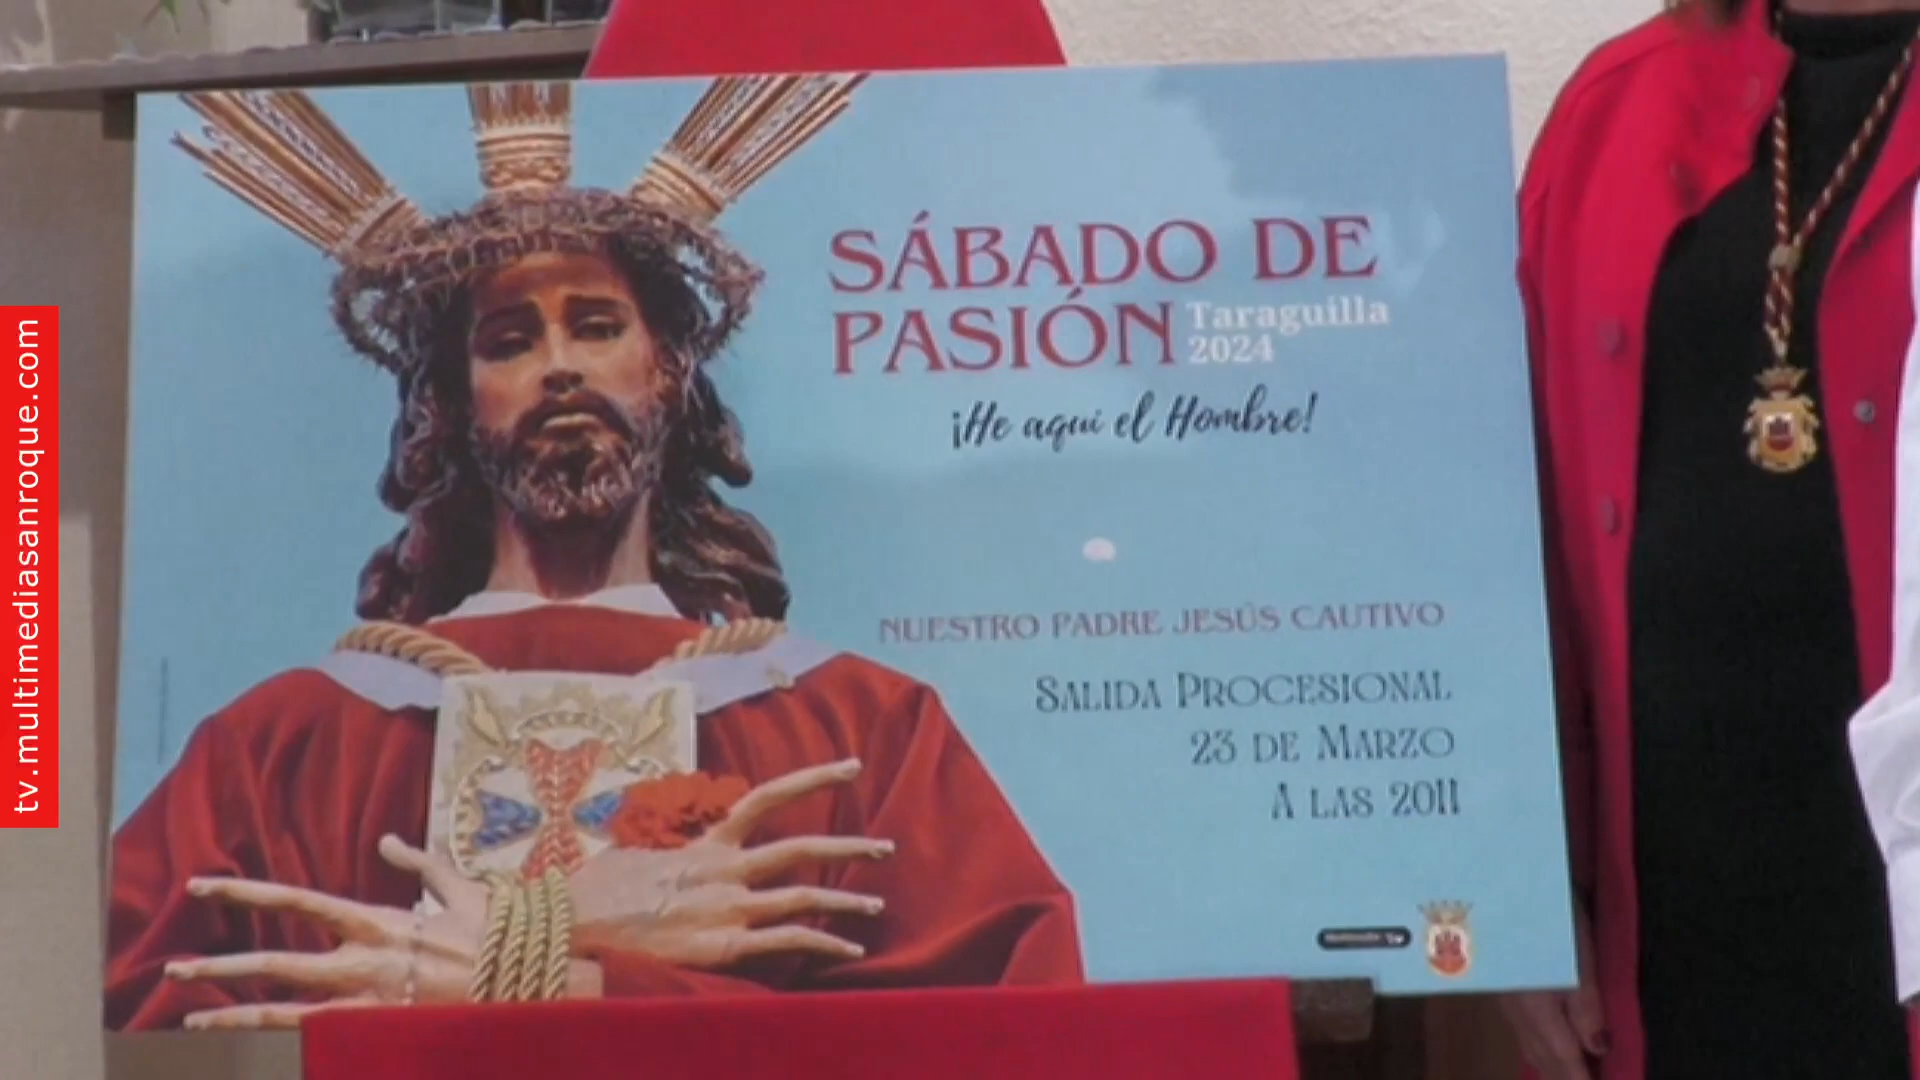 tv.multimediasanroque.com
SÁBADO DE
PASIÓN Taraguilla
2024
¡He aquí el Hombre!
NUESTRO PADRE JESÚS CAUTIVO
SALIDA PROCESIONAL
23 DE MARZO
A LAS 20H